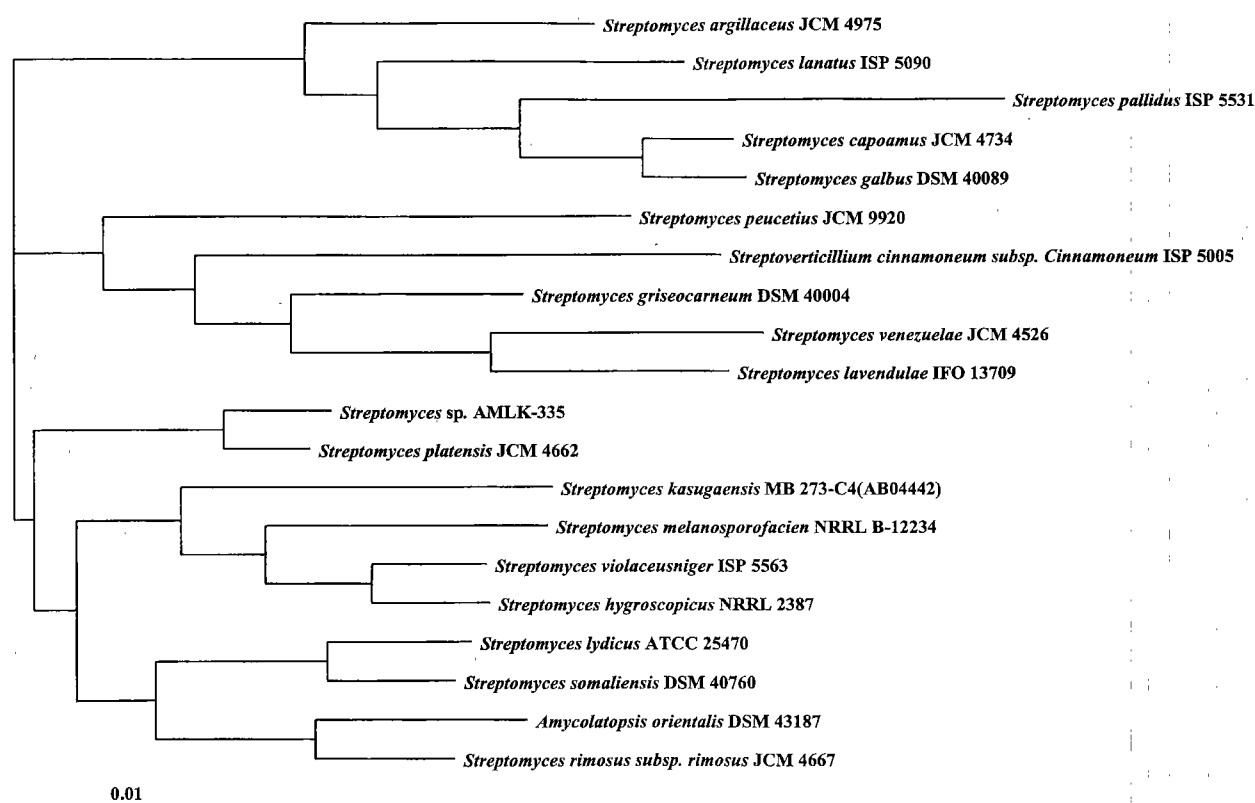 Streptomyces argillaceus JCM 4975
Streptomyces lanatus ISP 5090
Streptomyces pallidus ISP 5531
Streptomyces capoamus JCM 4734
Streptomyces galbus DSM 40089
Streptomyces peucetius JCM 9920
Streptoverticillium cinnamoneum subsp. Cinnamoneum ISP 5005
Streptomyces griseocarneum DSM 40004
Streptomyces venezuelae JCM 4526
Streptomyces lavendulae IFO 13709
Streptomyces sp. AMLK-335
Streptomyces platensis JCM 4662
Streptomyces kasugaensis MB 273-C4(AB04442)
Streptomyces melanosporofacien NRRL B-12234
Streptomyces violaceusniger ISP 5563
Streptomyces hygroscopicus NRRL 2387
Streptomyces lydicus ATCC 25470
Streptomyces somaliensis DSM 40760
Amycolatopsis orientalis DSM 43187
Streptomyces rimosus subsp. rimosus JCM 4667
0.01